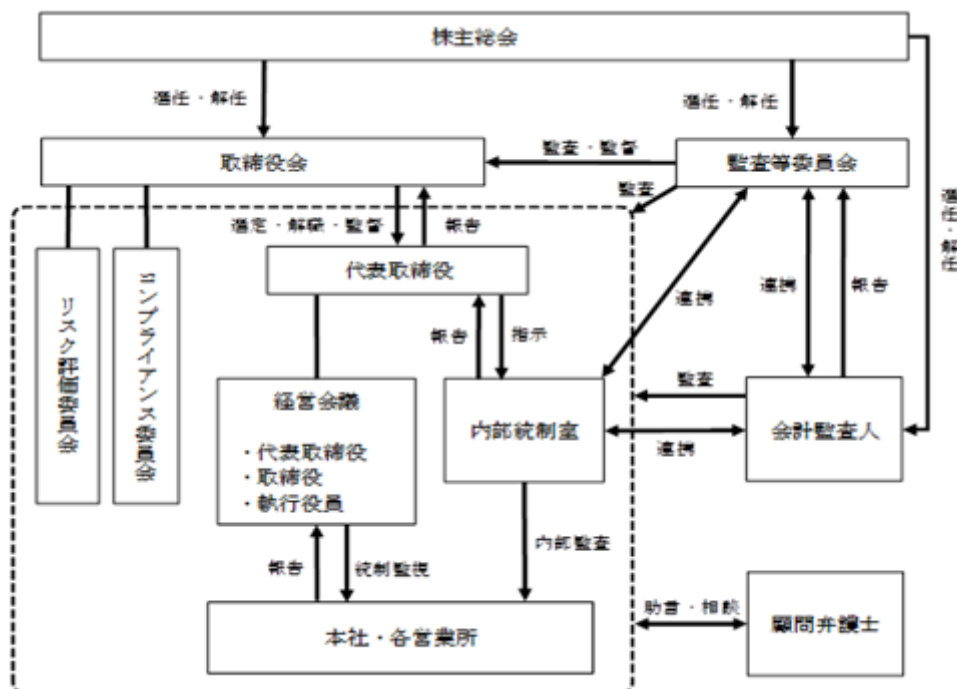 株主総会
選任・解任
選任・解任
取締役会
監査・監督
監査等委員会
監査
選任・解任
選定・解職・監督
報告
代表取締役
リスク評価委員会
コンプライアンス委員会
連携
連携
報告
報告
指示
経営会議
・代表取締役
・取締役
・執行役員
内部統制室
監査
連携
会計監査人
報告
統制監視
内部監査
本社・各営業所
助言・相談
顧問弁護士